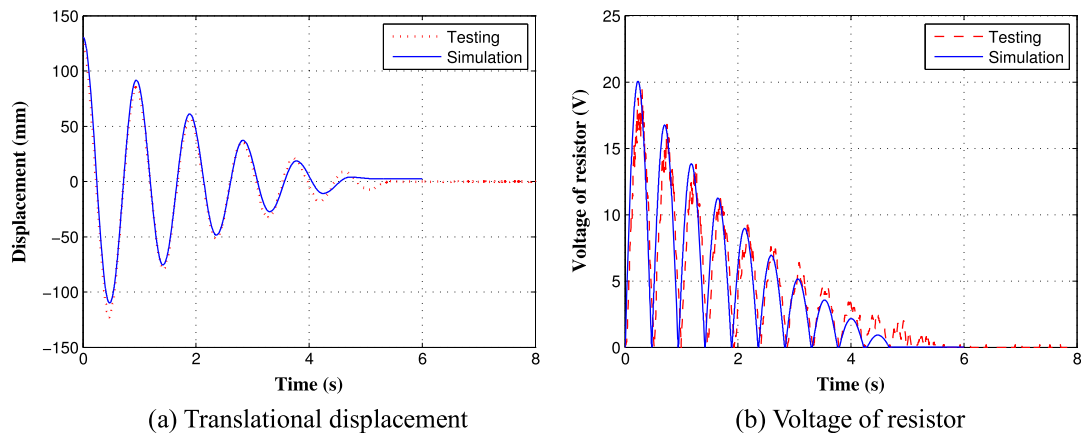 150
100
50
0
−50
−100
−150
0
2
4
6
8
Displacement (mm)
Time (s)
Testing
Simulation
(a) Translational displacement
25
20
15
10
5
0
0
2
4
6
8
Voltage of resistor (V)
Time (s)
Testing
Simulation
(b) Voltage of resistor